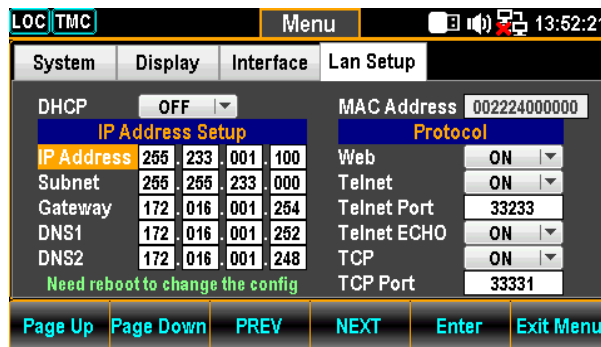 LOC TMC Menu 13:52:21
System Display Interface Lan Setup
DHCP OFF MAC Address 002224000000
IP Address Setup Protocol
IP Address 255 . 233 . 001 . 100 Web ON
Subnet 255 . 255 . 233 . 000 Telnet ON
Gateway 172 . 016 . 001 . 254 Telnet Port 33233
DNS1 172 . 016 . 001 . 252 Telnet ECHO ON
DNS2 172 . 016 . 001 . 248 TCP ON
Need reboot to change the config TCP Port 33331
Page Up Page Down PREV NEXT Enter Exit Menu